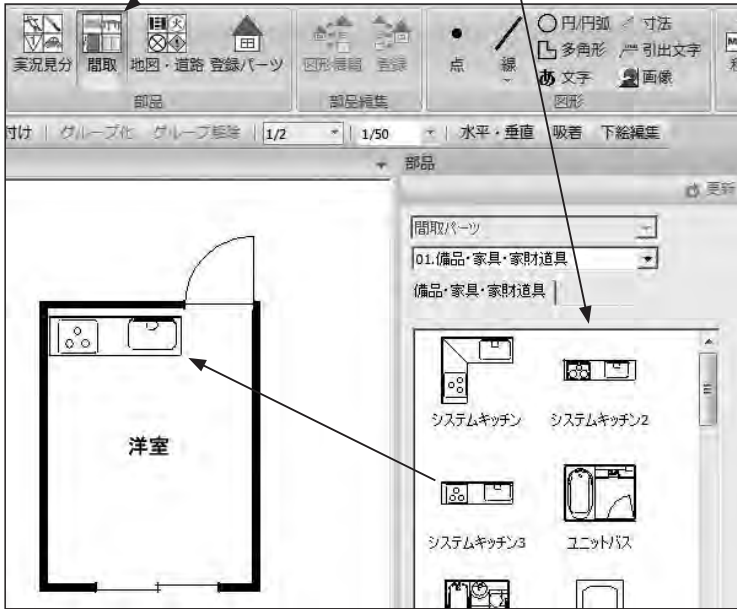 実況見分 間取 地図・道路 登録パーツ 図形情報 登録 点 線 円/円弧 寸法
多角形 引出文字
あ 文字 画像
部品 部品編集 図形
付け グループ化 グループ解除 1/2 1/50 水平・垂直 吸着 下絵編集
部品
更新
間取パーツ
01.備品・家具・家財道具
備品・家具・家財道具
システムキッチン システムキッチン2
洋室
システムキッチン3 ユニットバス